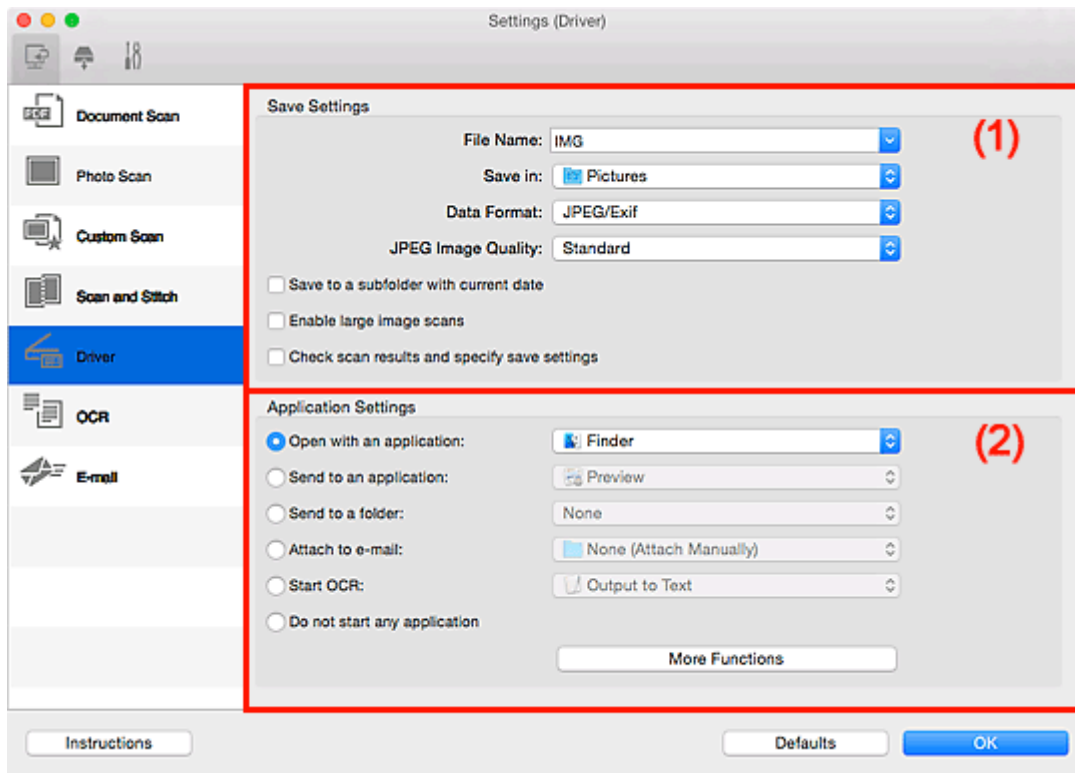 Settings (Driver)
Document Scan
Photo Scan
Custom Scan
Scan and Stitch
Driver
OCR
E-mail
Save Settings
(1)
File Name: IMG
Save in: Pictures
Data Format: JPEG/Exif
JPEG Image Quality: Standard
Save to a subfolder with current date
Enable large image scans
Check scan results and specify save settings
Application Settings
(2)
Open with an application: Finder
Send to an application: Preview
Send to a folder: None
Attach to e-mail: None (Attach Manually)
Start OCR: Output to Text
Do not start any application
More Functions
Instructions
Defaults
OK